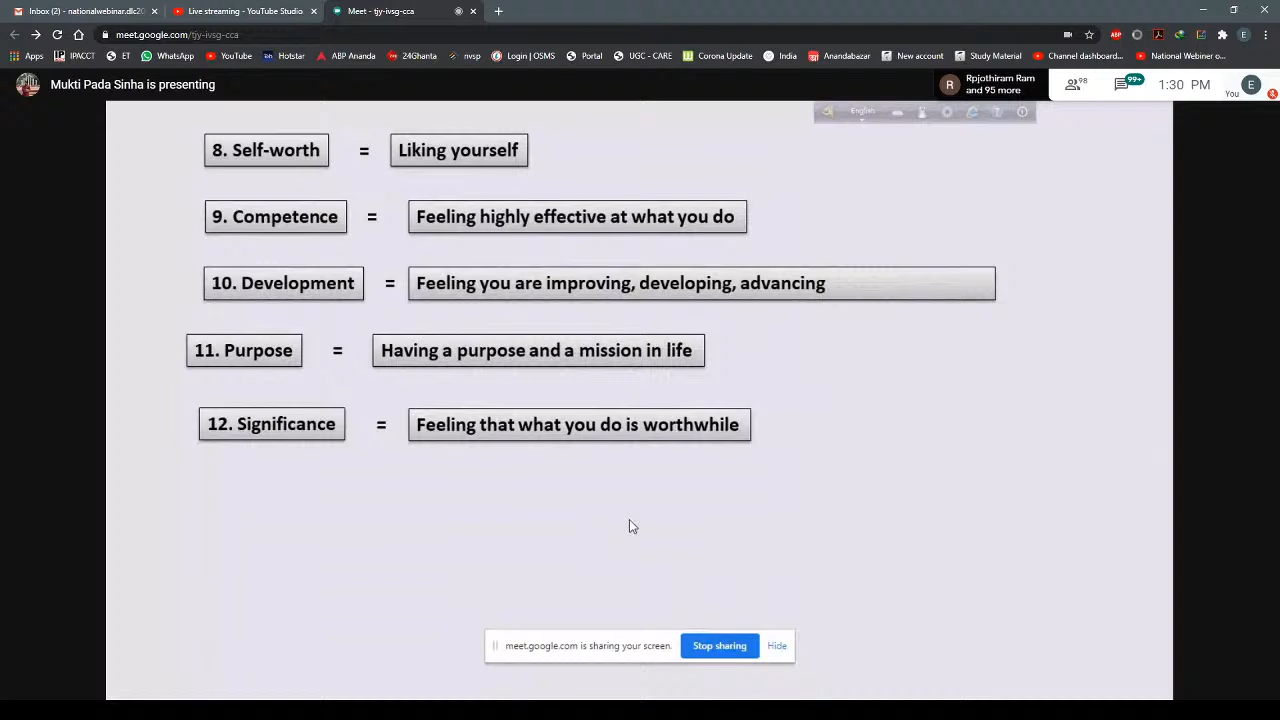 Inbox (2) - nationalwebinar.dlc20
Live streaming - YouTube Studio
Meet - tjy-ivsg-cca
meet.google.com/tjy-ivsg-cca
Apps
IPACCT
ET
WhatsApp
YouTube
Hotstar
ABP Ananda
24Ghanta
nvsp
Login | OSMS
Portal
UGC - CARE
Corona Update
India
Anandabazar
New account
Study Material
Channel dashboard...
National Webinar o...
Mukti Pada Sinha is presenting
R
Rpjothiram Ram
and 95 more
98
99+
1:30 PM
You
E
English
8. Self-worth = Liking yourself
9. Competence = Feeling highly effective at what you do
10. Development = Feeling you are improving, developing, advancing
11. Purpose = Having a purpose and a mission in life
12. Significance = Feeling that what you do is worthwhile
meet.google.com is sharing your screen.
Stop sharing
Hide